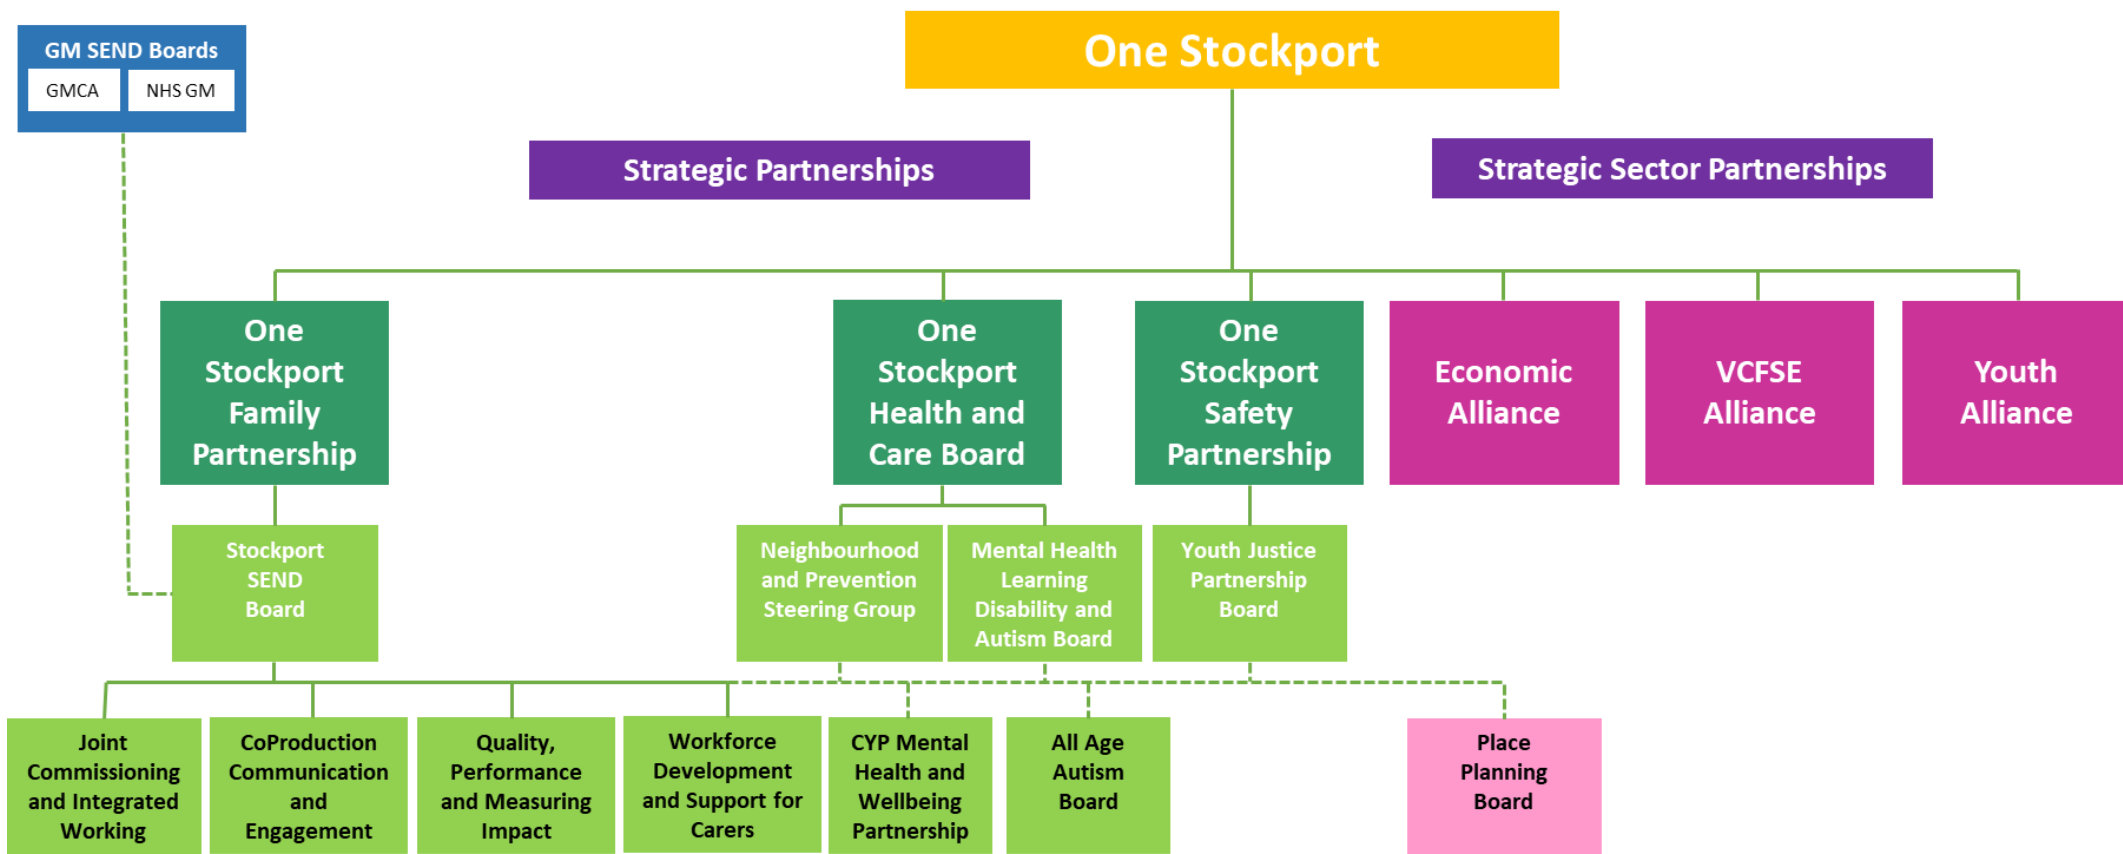 GM SEND Boards
GMCA
NHS GM
One Stockport
Strategic Partnerships
Strategic Sector Partnerships
One
Stockport
Family
Partnership
One
Stockport
Health and
Care Board
One
Stockport
Safety
Partnership
Economic
Alliance
VCFSE
Alliance
Youth
Alliance
Stockport
SEND
Board
Neighbourhood
and Prevention
Steering Group
Mental Health
Learning
Disability and
Autism Board
Youth Justice
Partnership
Board
Joint
Commissioning
and Integrated
Working
CoProduction
Communication
and
Engagement
Quality,
Performance
and Measuring
Impact
Workforce
Development
and Support for
Carers
CYP Mental
Health and
Wellbeing
Partnership
All Age
Autism
Board
Place
Planning
Board